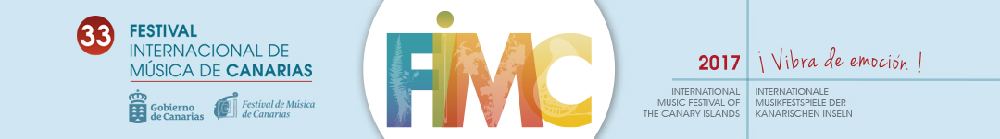 33
FESTIVAL
INTERNACIONAL DE
MÚSICA DE CANARIAS
Gobierno
de Canarias
Festival de Música
de Canarias
FiMC
2017
¡ Vibra de emoción !
INTERNATIONAL
MUSIC FESTIVAL OF
THE CANARY ISLANDS
INTERNATIONALE
MUSIKFESTSPIELE DER
KANARISCHEN INSELN